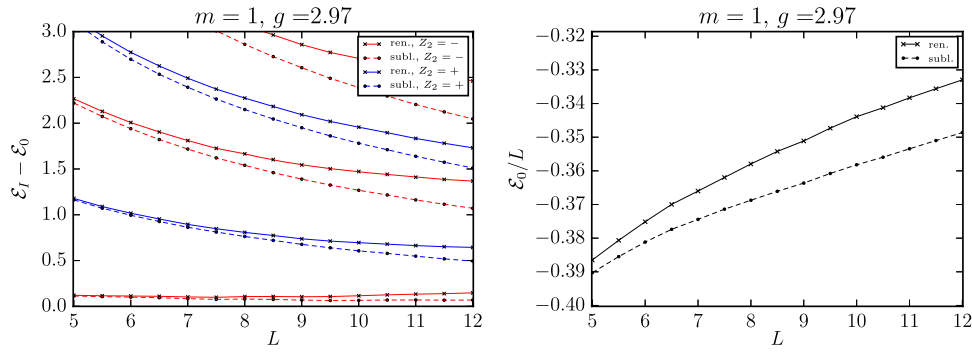 m = 1, g =2.97
3.0
2.5
2.0
1.5
1.0
0.5
0.0
ℰ_I − ℰ_0
5 6 7 8 9 10 11 12
L
ren., Z_2 = −
subl., Z_2 = −
ren., Z_2 = +
subl., Z_2 = +
m = 1, g =2.97
−0.32
−0.33
−0.34
−0.35
−0.36
−0.37
−0.38
−0.39
−0.40
ℰ_0/L
5 6 7 8 9 10 11 12
L
ren.
subl.